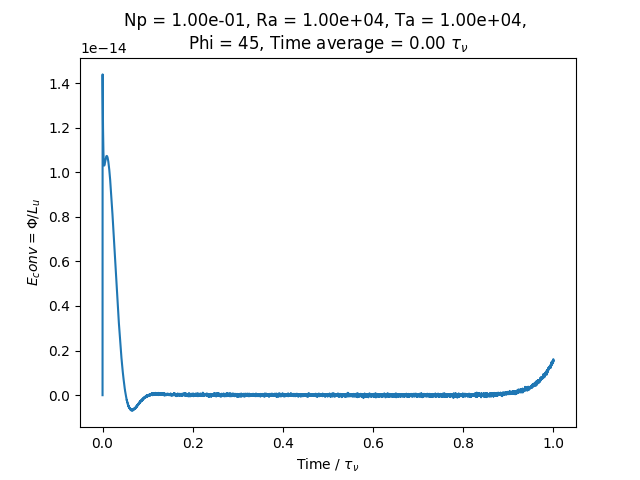 Np = 1.00e-01, Ra = 1.00e+04, Ta = 1.00e+04,
Phi = 45, Time average = 0.00 τ_ν
1e−14
1.4
1.2
1.0
0.8
0.6
0.4
0.2
0.0
E_conv = Φ/L_u
0.0 0.2 0.4 0.6 0.8 1.0
Time / τ_ν